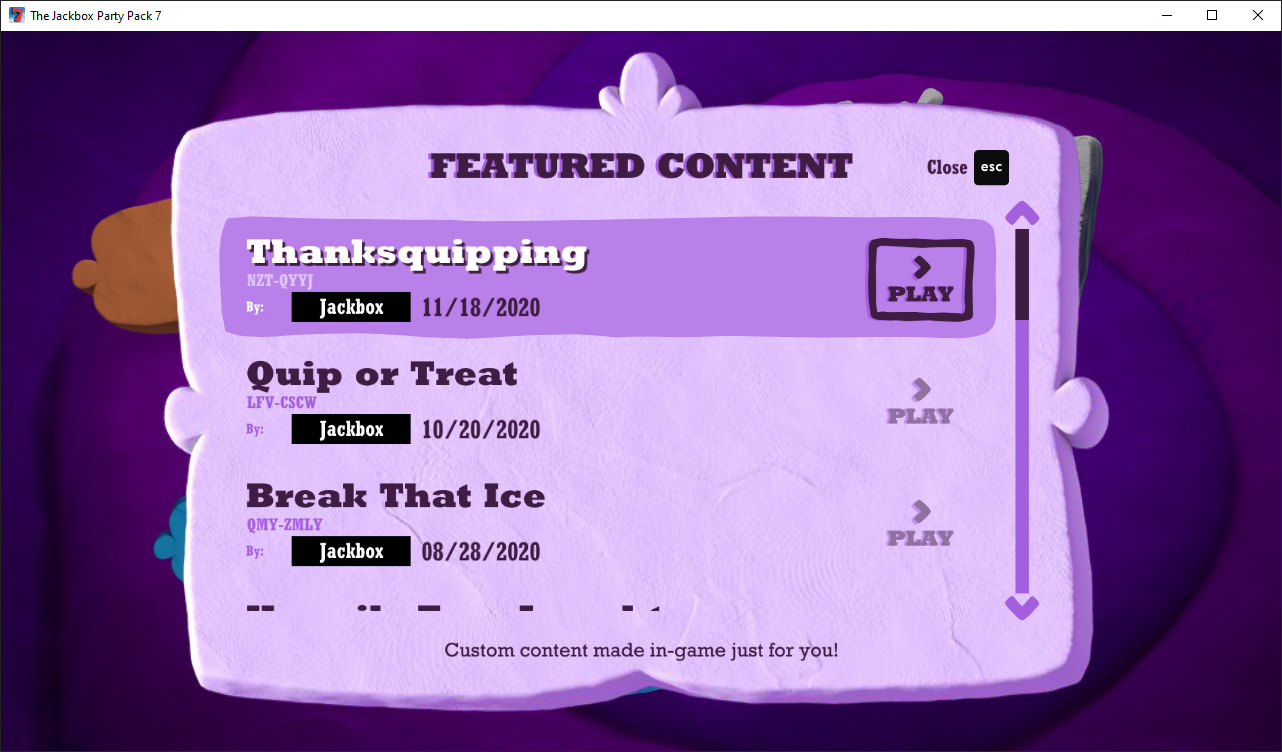 The Jackbox Party Pack 7
FEATURED CONTENT
Close esc
Thanksquipping
NZT-QYYJ
By: Jackbox 11/18/2020
PLAY
Quip or Treat
LFV-CSCW
By: Jackbox 10/20/2020
PLAY
Break That Ice
QMY-ZMLY
By: Jackbox 08/28/2020
PLAY
Custom content made in-game just for you!